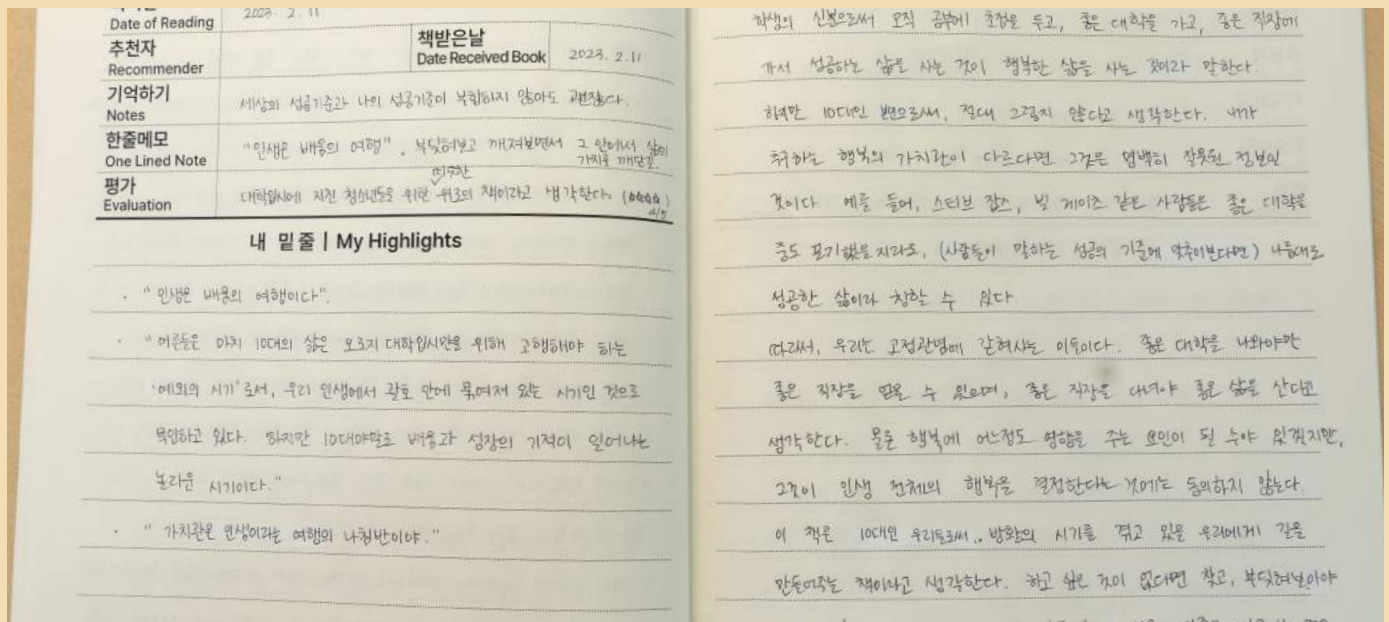 Date of Reading 2023. 2. 11
추천자
Recommender
책받은날
Date Received Book 2023. 2. 11
기억하기
Notes
세상의 성공기준과 나의 성공기준이 부합하지 않아도 괜찮다.
한줄메모
One Lined Note
"인생은 배움의 여행". 부딪혀보고 깨져보면서 그 안에서 삶의
가치를 깨닫길.
평가
Evaluation
대학입시에 지친 청소년들을 위한 따뜻한 위로의 책이라고 생각한다. (☆☆☆☆)
4/5
내 밑줄 | My Highlights
· "인생은 배움의 여행이다".
· "어른들은 마치 10대의 삶은 오로지 대학입시만을 위해 고행해야 하는
'예외의 시기'로서, 우리 인생에서 괄호 안에 묶여져 있는 시기인 것으로
묵인하고 있다. 하지만 10대야말로 배움과 성장의 기적이 일어나는
놀라운 시기이다."
· "가치관은 인생이라는 여행의 나침반이야."
학생의 신분으로써 오직 공부에 초점을 두고, 좋은 대학을 가고, 좋은 직장에
가서 성공하는 삶을 사는 것이 행복한 삶을 사는 것이라 말한다.
하지만 10대인 본인으로써, 절대 그렇지 않다고 생각한다. 내가
추구하는 행복의 가치관이 다르다면 그것은 명백히 잘못된 정보인
것이다. 예를 들어, 스티브 잡스, 빌 게이츠 같은 사람들은 좋은 대학을
중도 포기했을지라도, (사람들이 말하는 성공의 기준에 맞추어본다면) 나름대로
성공한 삶이라 칭할 수 있다.
따라서, 우리는 고정관념에 갇혀사는 이들이다. 좋은 대학을 나와야만
좋은 직장을 얻을 수 있으며, 좋은 직장을 다녀야 좋은 삶을 산다고
생각한다. 물론 행복에 어느정도 영향을 주는 요인이 될 수야 있겠지만,
그것이 인생 전체의 행복을 결정한다는 것에는 동의하지 않는다.
이 책은 10대인 우리들로써.. 방황의 시기를 겪고 있을 우리에게 길을
만들어주는 책이라고 생각한다. 하고 싶은 것이 없다면 찾고, 부딪혀보아야